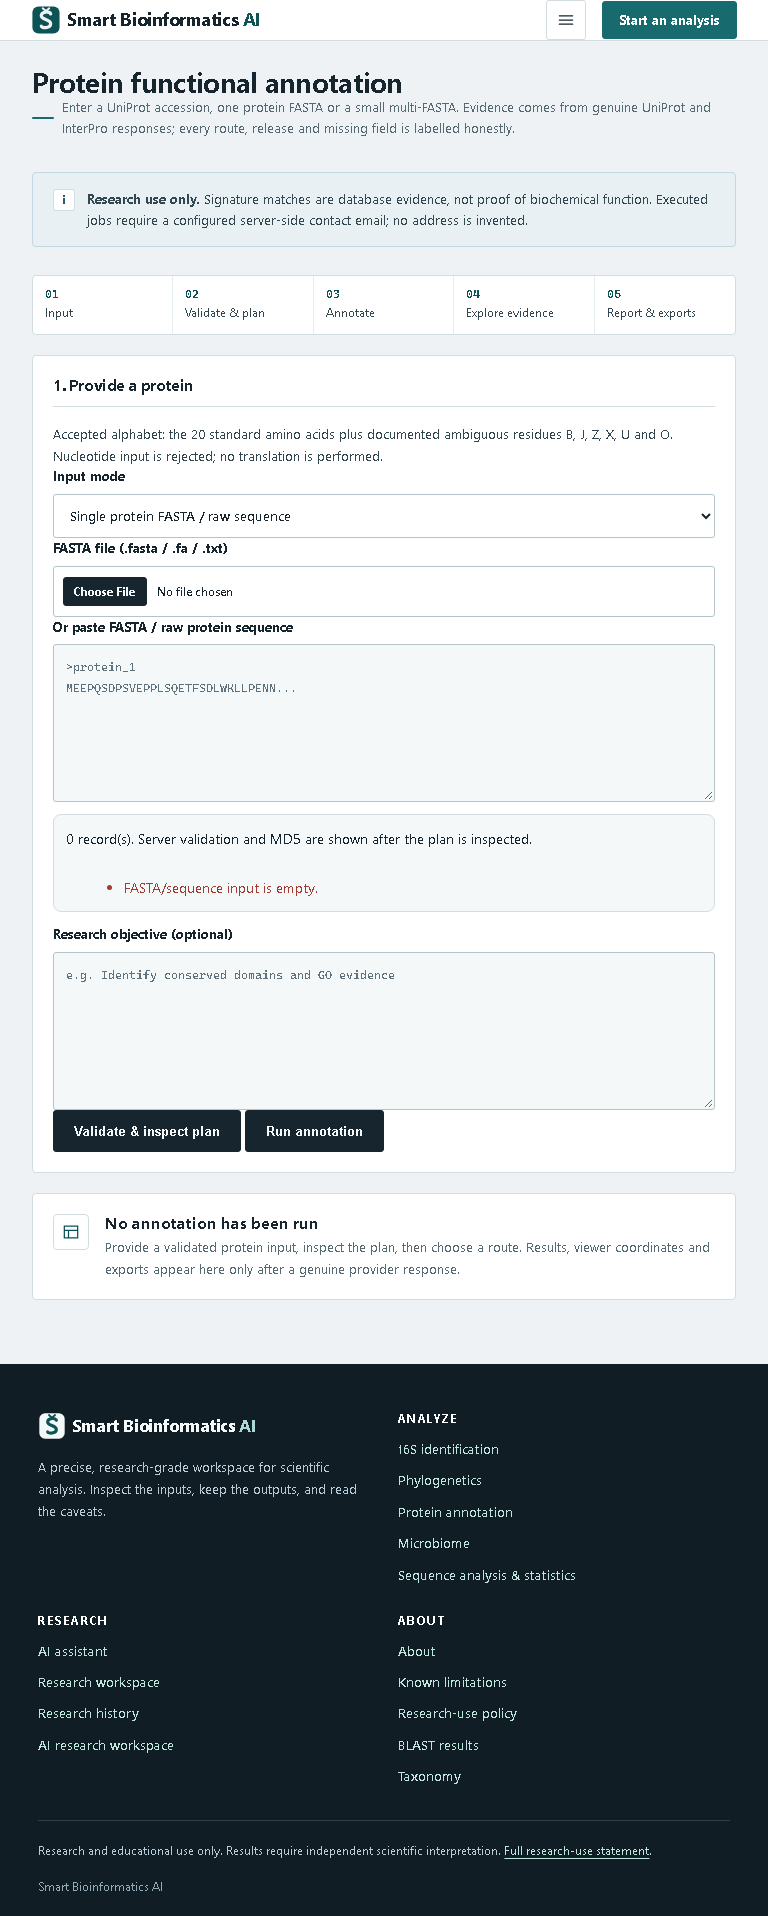 Š Smart Bioinformatics AI
Start an analysis
Protein functional annotation
Enter a UniProt accession, one protein FASTA or a small multi-FASTA. Evidence comes from genuine UniProt and
InterPro responses; every route, release and missing field is labelled honestly.
i
Research use only. Signature matches are database evidence, not proof of biochemical function. Executed
jobs require a configured server-side contact email; no address is invented.
01
Input
02
Validate & plan
03
Annotate
04
Explore evidence
05
Report & exports
1. Provide a protein
Accepted alphabet: the 20 standard amino acids plus documented ambiguous residues B, J, Z, X, U and O.
Nucleotide input is rejected; no translation is performed.
Input mode
Single protein FASTA / raw sequence
FASTA file (.fasta / .fa / .txt)
Choose File No file chosen
Or paste FASTA / raw protein sequence
>protein_1
MEEPQSDPSVEPPLSQETFSDLWKLLPENN...
0 record(s). Server validation and MD5 are shown after the plan is inspected.
• FASTA/sequence input is empty.
Research objective (optional)
e.g. Identify conserved domains and GO evidence
Validate & inspect plan
Run annotation
No annotation has been run
Provide a validated protein input, inspect the plan, then choose a route. Results, viewer coordinates and
exports appear here only after a genuine provider response.
Š Smart Bioinformatics AI
A precise, research-grade workspace for scientific
analysis. Inspect the inputs, keep the outputs, and read
the caveats.
ANALYZE
16S identification
Phylogenetics
Protein annotation
Microbiome
Sequence analysis & statistics
RESEARCH
AI assistant
Research workspace
Research history
AI research workspace
ABOUT
About
Known limitations
Research-use policy
BLAST results
Taxonomy
Research and educational use only. Results require independent scientific interpretation. Full research-use statement.
Smart Bioinformatics AI